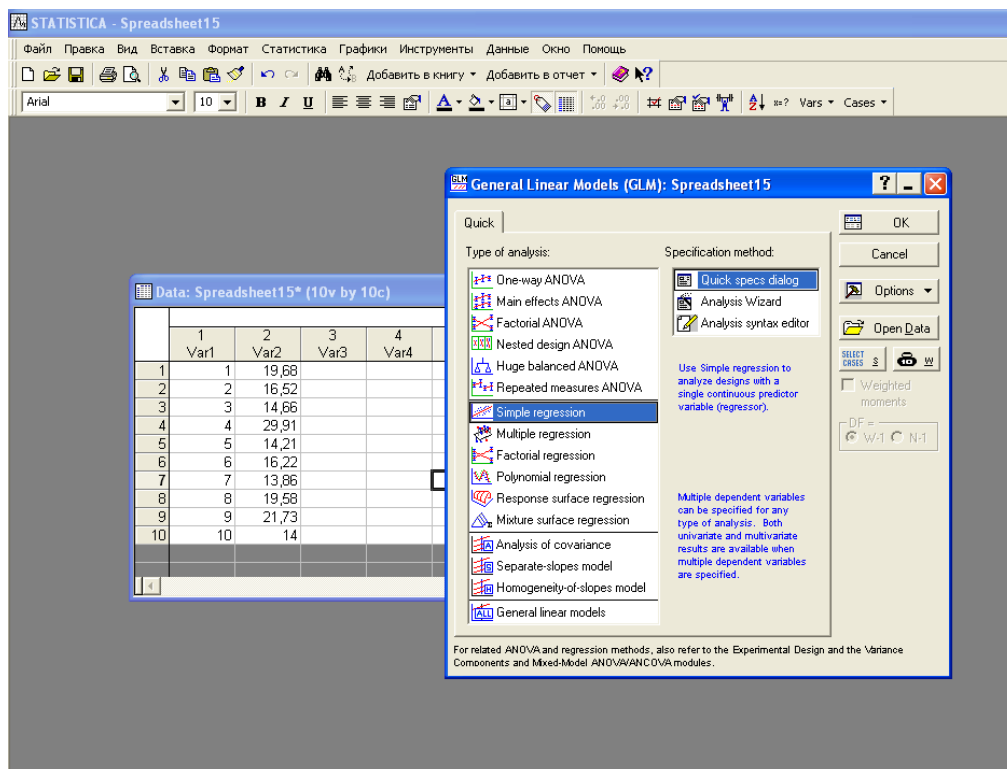 STATISTICA - Spreadsheet15
Файл Правка Вид Вставка Формат Статистика Графики Инструменты Данные Окно Помощь
Добавить в книгу Добавить в отчет
Arial 10 B I U Vars Cases
General Linear Models (GLM): Spreadsheet15
Quick
Type of analysis:
One-way ANOVA
Main effects ANOVA
Factorial ANOVA
Nested design ANOVA
Huge balanced ANOVA
Repeated measures ANOVA
Simple regression
Multiple regression
Factorial regression
Polynomial regression
Response surface regression
Mixture surface regression
Analysis of covariance
Separate-slopes model
Homogeneity-of-slopes model
General linear models
Specification method:
Quick specs dialog
Analysis Wizard
Analysis syntax editor
Use Simple regression to
analyze designs with a
single continuous predictor
variable (regressor).
Multiple dependent variables
can be specified for any
type of analysis. Both
univariate and multivariate
results are available when
multiple dependent variables
are specified.
OK
Cancel
Options
Open Data
SELECT
CASES S W
Weighted
moments
DF =
W-1 N-1
For related ANOVA and regression methods, also refer to the Experimental Design and the Variance
Components and Mixed-Model ANOVA/ANCOVA modules.
Data: Spreadsheet15* (10v by 10c)
1 2 3 4
Var1 Var2 Var3 Var4
1 1 19,68
2 2 16,52
3 3 14,66
4 4 29,91
5 5 14,21
6 6 16,22
7 7 13,86
8 8 19,58
9 9 21,73
10 10 14